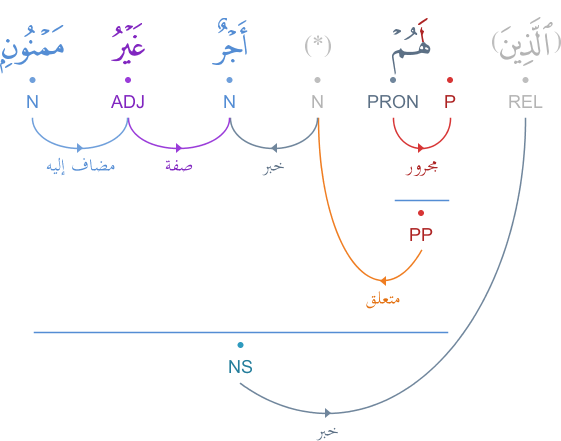 (ٱلَّذِينَ) لَهُمْ (*) أَجْرٌ غَيْرُ مَمْنُونٍ
REL P PRON N N ADJ N
مجرور خبر صفة مضاف إليه
PP
متعلق
NS
خبر